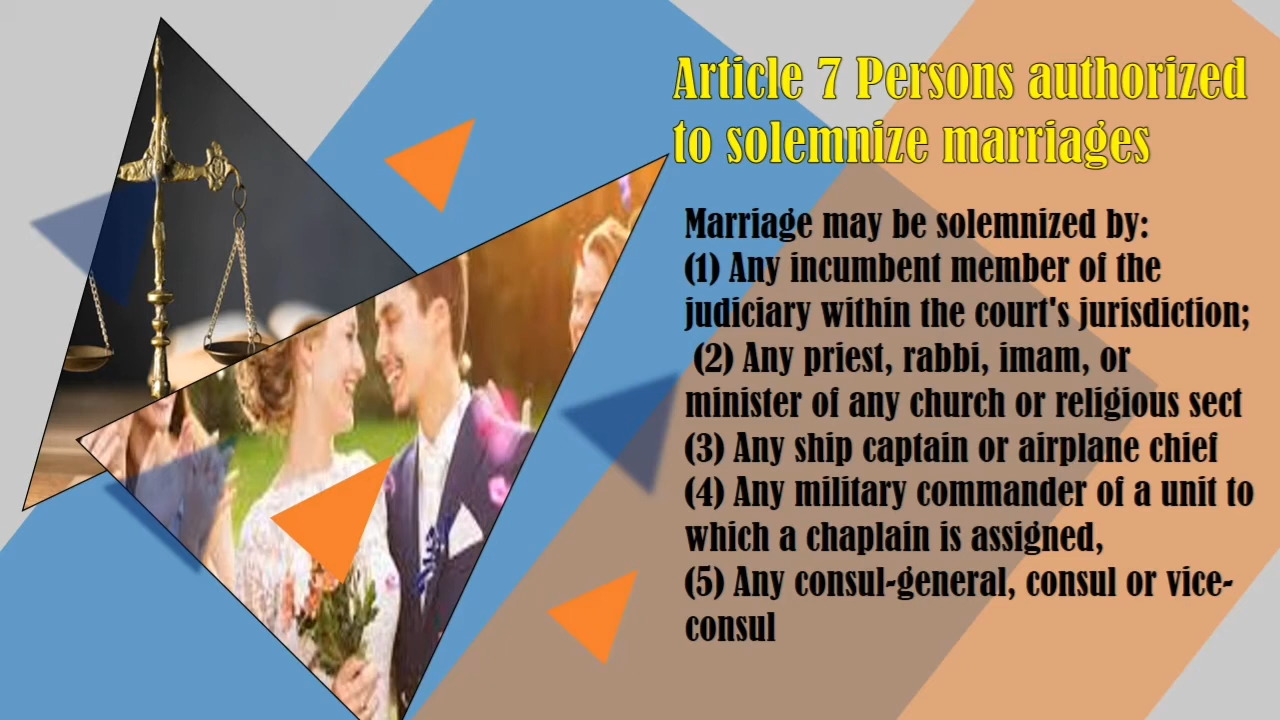 Article 7 Persons authorized
to solemnize marriages
Marriage may be solemnized by:
(1) Any incumbent member of the
judiciary within the court's jurisdiction;
(2) Any priest, rabbi, imam, or
minister of any church or religious sect
(3) Any ship captain or airplane chief
(4) Any military commander of a unit to
which a chaplain is assigned,
(5) Any consul-general, consul or vice-
consul